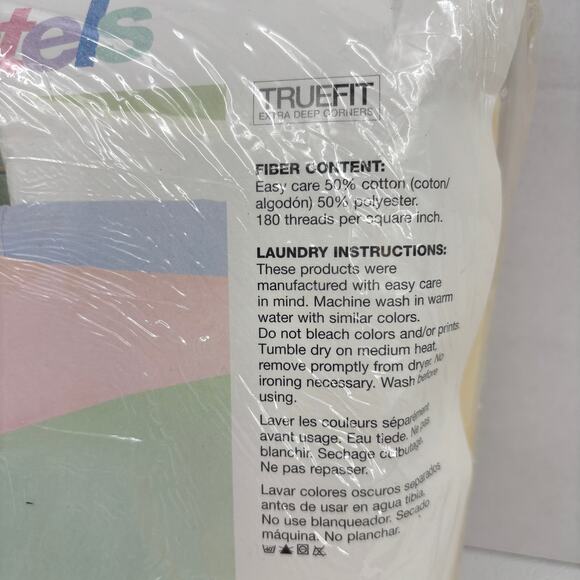 tels
TRUEFIT
EXTRA DEEP CORNERS
FIBER CONTENT:
Easy care 50% cotton (coton/
algodón) 50% polyester.
180 threads per square inch.
LAUNDRY INSTRUCTIONS:
These products were
manufactured with easy care
in mind. Machine wash in warm
water with similar colors.
Do not bleach colors and/or prints.
Tumble dry on medium heat,
remove promptly from dryer. No
ironing necessary. Wash before
using.
Laver les couleurs séparément
avant usage. Eau tiede. Ne pas
blanchir. Sechage culbutage.
Ne pas repasser.
Lavar colores oscuros separados
antes de usar en agua tibia.
No use blanqueador. Secado
máquina. No planchar.